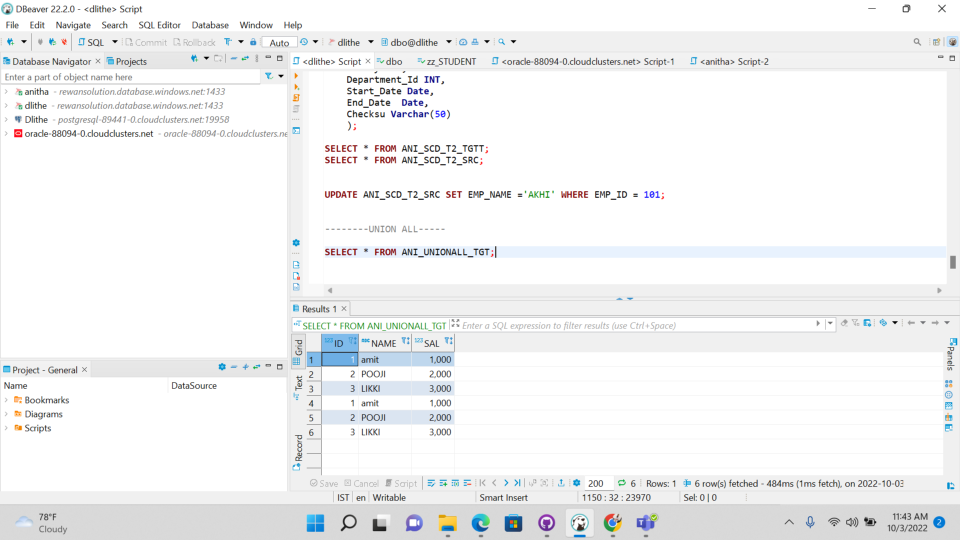 DBeaver 22.2.0 - <dlithe> Script
File Edit Navigate Search SQL Editor Database Window Help
SQL Commit Rollback Auto dlithe dbo@dlithe
Database Navigator Projects
Enter a part of object name here
anitha - rewansolution.database.windows.net:1433
dlithe - rewansolution.database.windows.net:1433
Dlithe - postgresql-89441-0.cloudclusters.net:19958
oracle-88094-0.cloudclusters.net - oracle-88094-0.cloudclusters.ne
<dlithe> Script dbo zz_STUDENT <oracle-88094-0.cloudclusters.net> Script-1 <anitha> Script-2
Department_Id INT,
Start_Date Date,
End_Date Date,
Checksu Varchar(50)
);
SELECT * FROM ANI_SCD_T2_TGTT;
SELECT * FROM ANI_SCD_T2_SRC;
UPDATE ANI_SCD_T2_SRC SET EMP_NAME ='AKHI' WHERE EMP_ID = 101;
--------UNION ALL-----
SELECT * FROM ANI_UNIONALL_TGT;
Results 1
SELECT * FROM ANI_UNIONALL_TGT Enter a SQL expression to filter results (use Ctrl+Space)
Grid
Text
Record
Panels
123 ID ABC NAME 123 SAL
1 1 amit 1,000
2 2 POOJI 2,000
3 3 LIKKI 3,000
4 1 amit 1,000
5 2 POOJI 2,000
6 3 LIKKI 3,000
Project - General
Name DataSource
Bookmarks
Diagrams
Scripts
Save Cancel Script 200 6 Rows: 1 6 row(s) fetched - 484ms (1ms fetch), on 2022-10-03
IST en Writable Smart Insert 1150 : 32 : 23970 Sel: 0 | 0
78°F
Cloudy
11:43 AM
10/3/2022
2